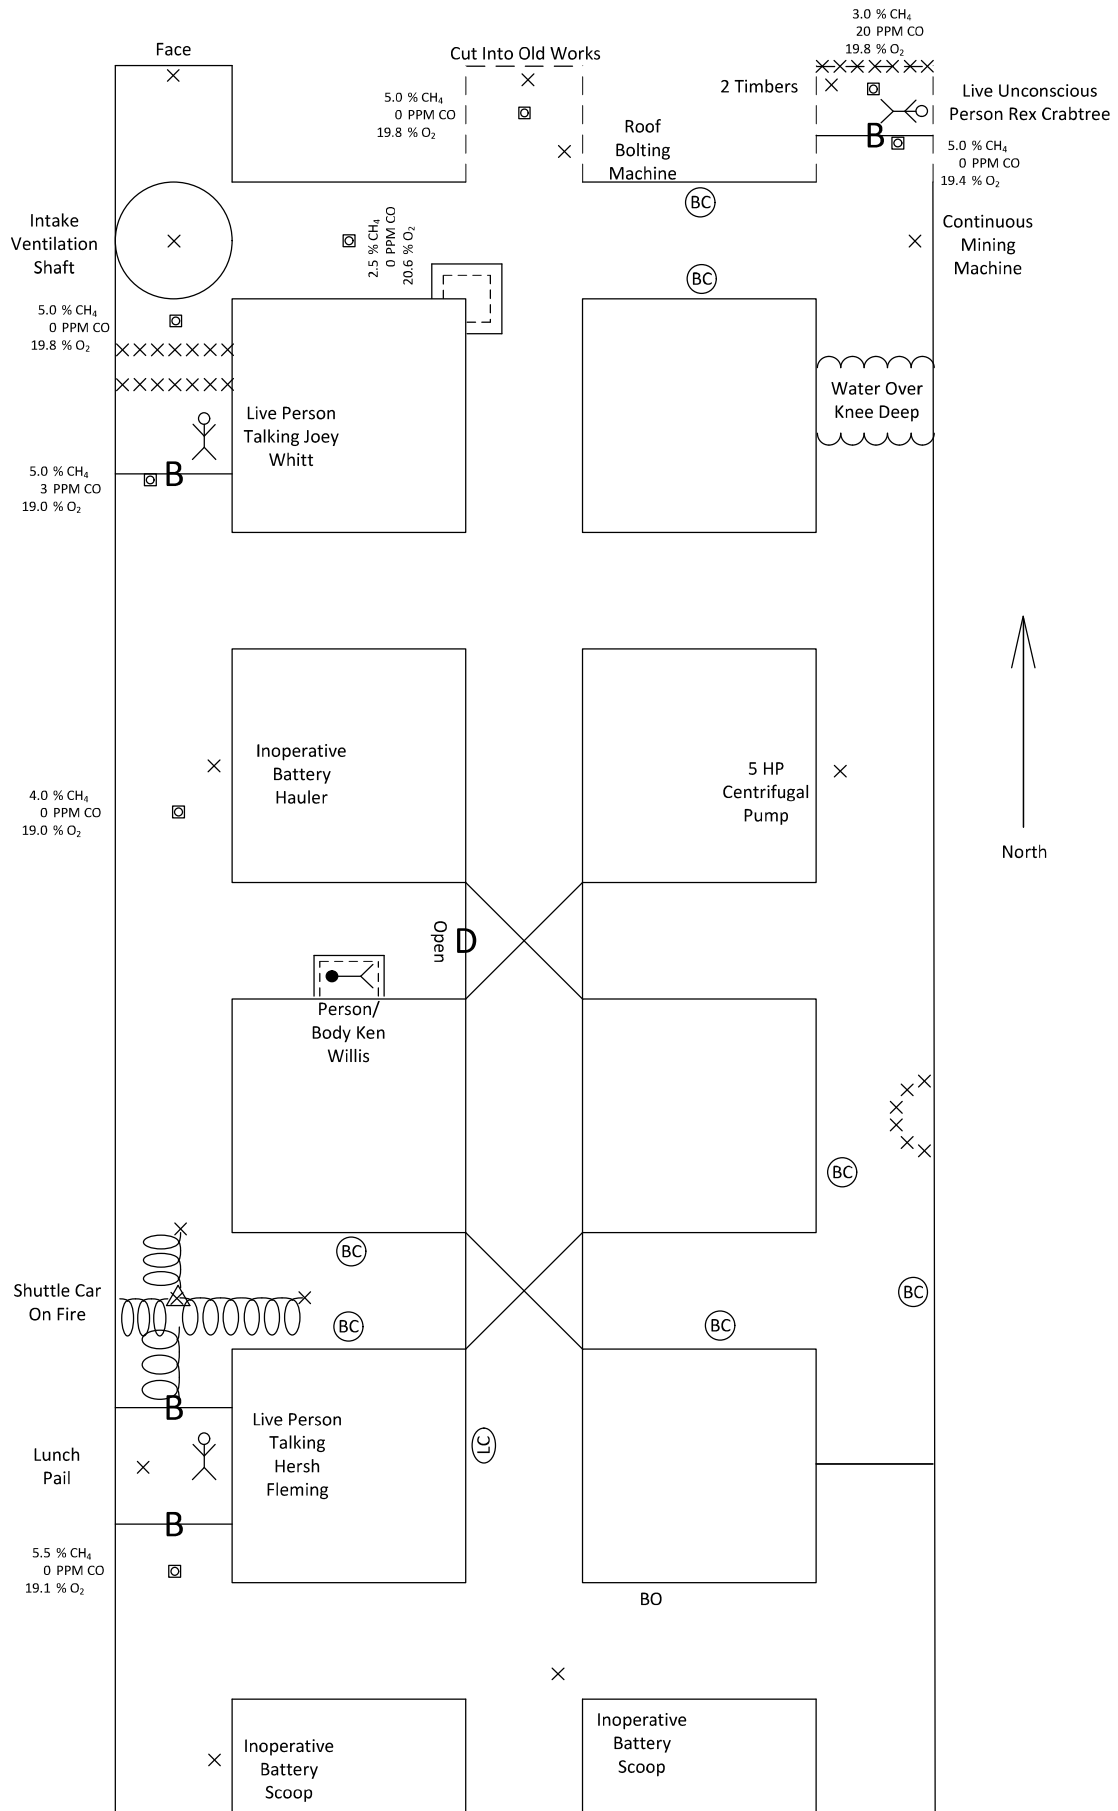 3.0 % CH₄
20 PPM CO
19.8 % O₂
Face
Cut Into Old Works
2 Timbers
Live Unconscious
Person Rex Crabtree
5.0 % CH₄
0 PPM CO
19.8 % O₂
Roof
Bolting
Machine
B
5.0 % CH₄
0 PPM CO
19.4 % O₂
BC
Intake
Ventilation
Shaft
2.5 % CH₄
0 PPM CO
20.6 % O₂
Continuous
Mining
Machine
BC
5.0 % CH₄
0 PPM CO
19.8 % O₂
Water Over
Knee Deep
Live Person
Talking Joey
Whitt
B
5.0 % CH₄
3 PPM CO
19.0 % O₂
Inoperative
Battery
Hauler
5 HP
Centrifugal
Pump
4.0 % CH₄
0 PPM CO
19.0 % O₂
North
Open
D
Person/
Body Ken
Willis
BC
BC
Shuttle Car
On Fire
BC
BC
BC
B
Live Person
Talking
Hersh
Fleming
LC
Lunch
Pail
B
5.5 % CH₄
0 PPM CO
19.1 % O₂
BO
Inoperative
Battery
Scoop
Inoperative
Battery
Scoop